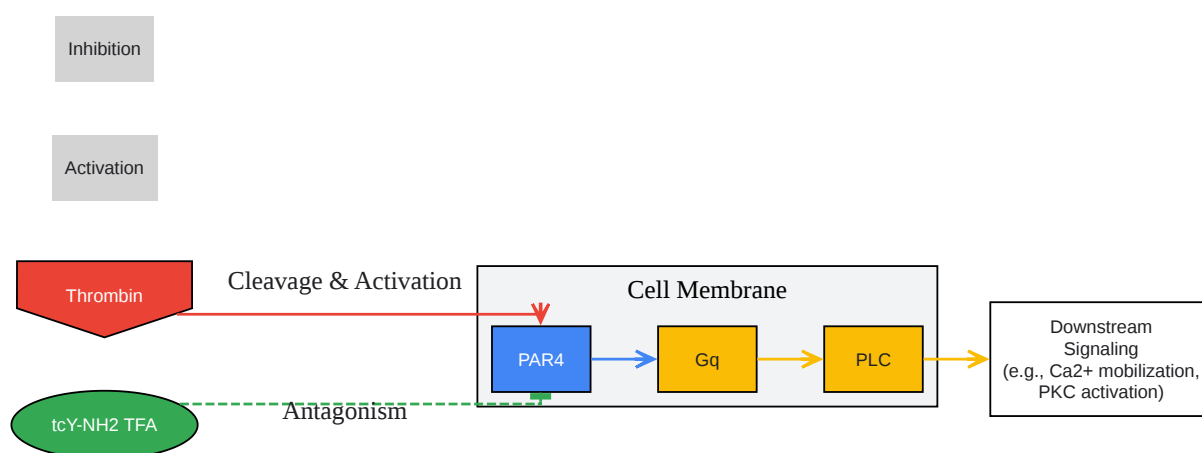 Inhibition
Activation
Cleavage & Activation
Thrombin
Cell Membrane
PAR4
Gq
PLC
Downstream
Signaling
(e.g., Ca2+ mobilization,
PKC activation)
Antagonism
tcY-NH2 TFA